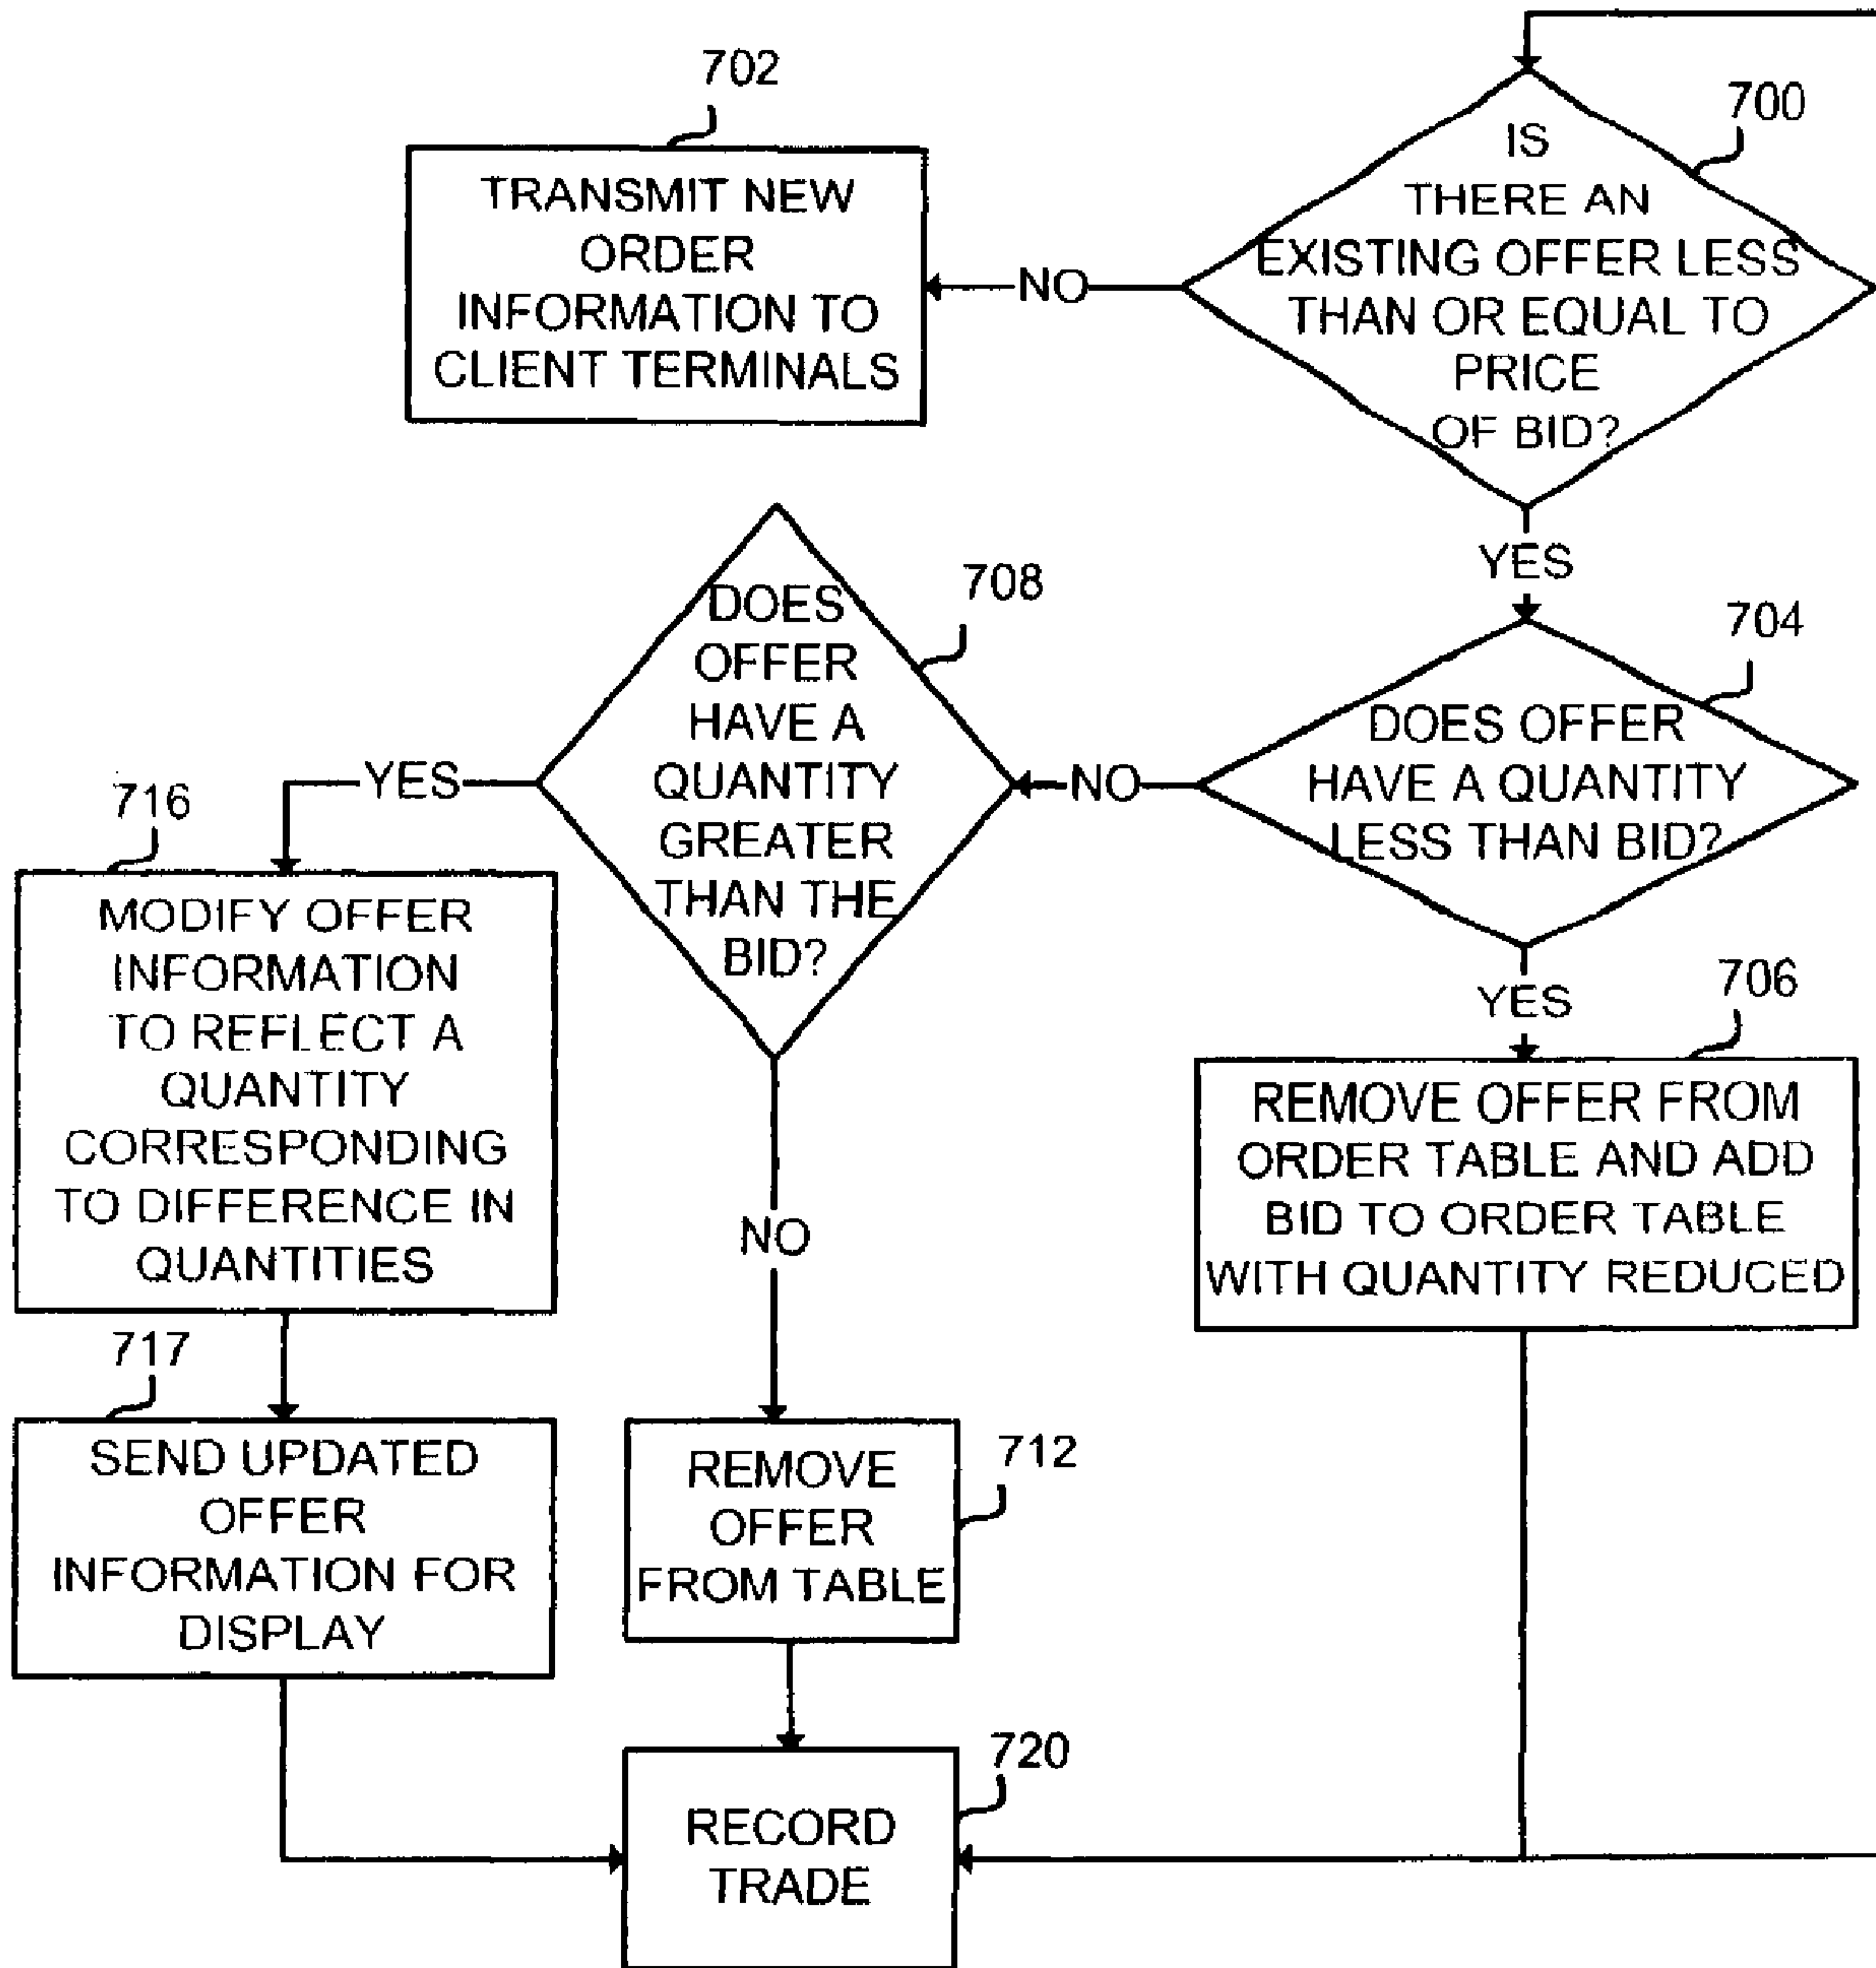 702
TRANSMIT NEW
ORDER
INFORMATION TO
CLIENT TERMINALS
700
IS
THERE AN
EXISTING OFFER LESS
THAN OR EQUAL TO
PRICE
OF BID?
NO
YES
704
DOES OFFER
HAVE A QUANTITY
LESS THAN BID?
NO
YES
708
DOES
OFFER
HAVE A
QUANTITY
GREATER
THAN THE
BID?
YES
NO
716
MODIFY OFFER
INFORMATION
TO REFLECT A
QUANTITY
CORRESPONDING
TO DIFFERENCE IN
QUANTITIES
706
REMOVE OFFER FROM
ORDER TABLE AND ADD
BID TO ORDER TABLE
WITH QUANTITY REDUCED
717
SEND UPDATED
OFFER
INFORMATION FOR
DISPLAY
712
REMOVE
OFFER
FROM TABLE
720
RECORD
TRADE